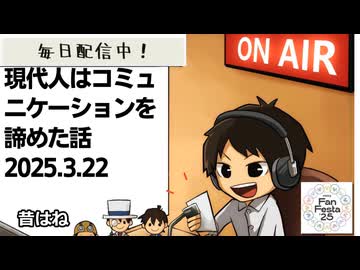 毎日配信中！
ON AIR
現代人はコミュ
ニケーションを
諦めた話
2025.3.22
昔はね
Fan
Festa
'25